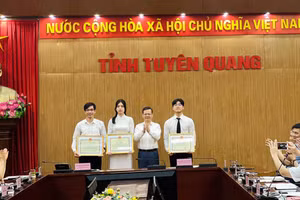 NƯỚC CỘNG HÒA XÃ HỘI CHỦ NGHĨA VIỆT NAM
TỈNH TUYÊN QUANG